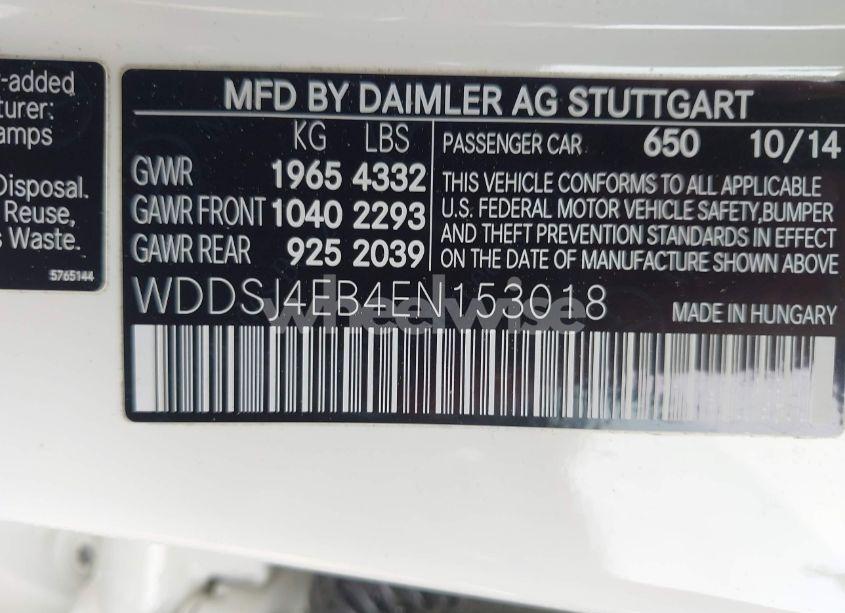 -added
turer:
amps
Disposal.
Reuse,
Waste.
5765144
MFD BY DAIMLER AG STUTTGART
KG LBS
GVWR 1965 4332
GAWR FRONT 1040 2293
GAWR REAR 925 2039
PASSENGER CAR 650 10/14
THIS VEHICLE CONFORMS TO ALL APPLICABLE
U.S. FEDERAL MOTOR VEHICLE SAFETY,BUMPER
AND THEFT PREVENTION STANDARDS IN EFFECT
ON THE DATE OF MANUFACTURE SHOWN ABOVE
WDDSJ4EB4EN153018
MADE IN HUNGARY
wheelwise